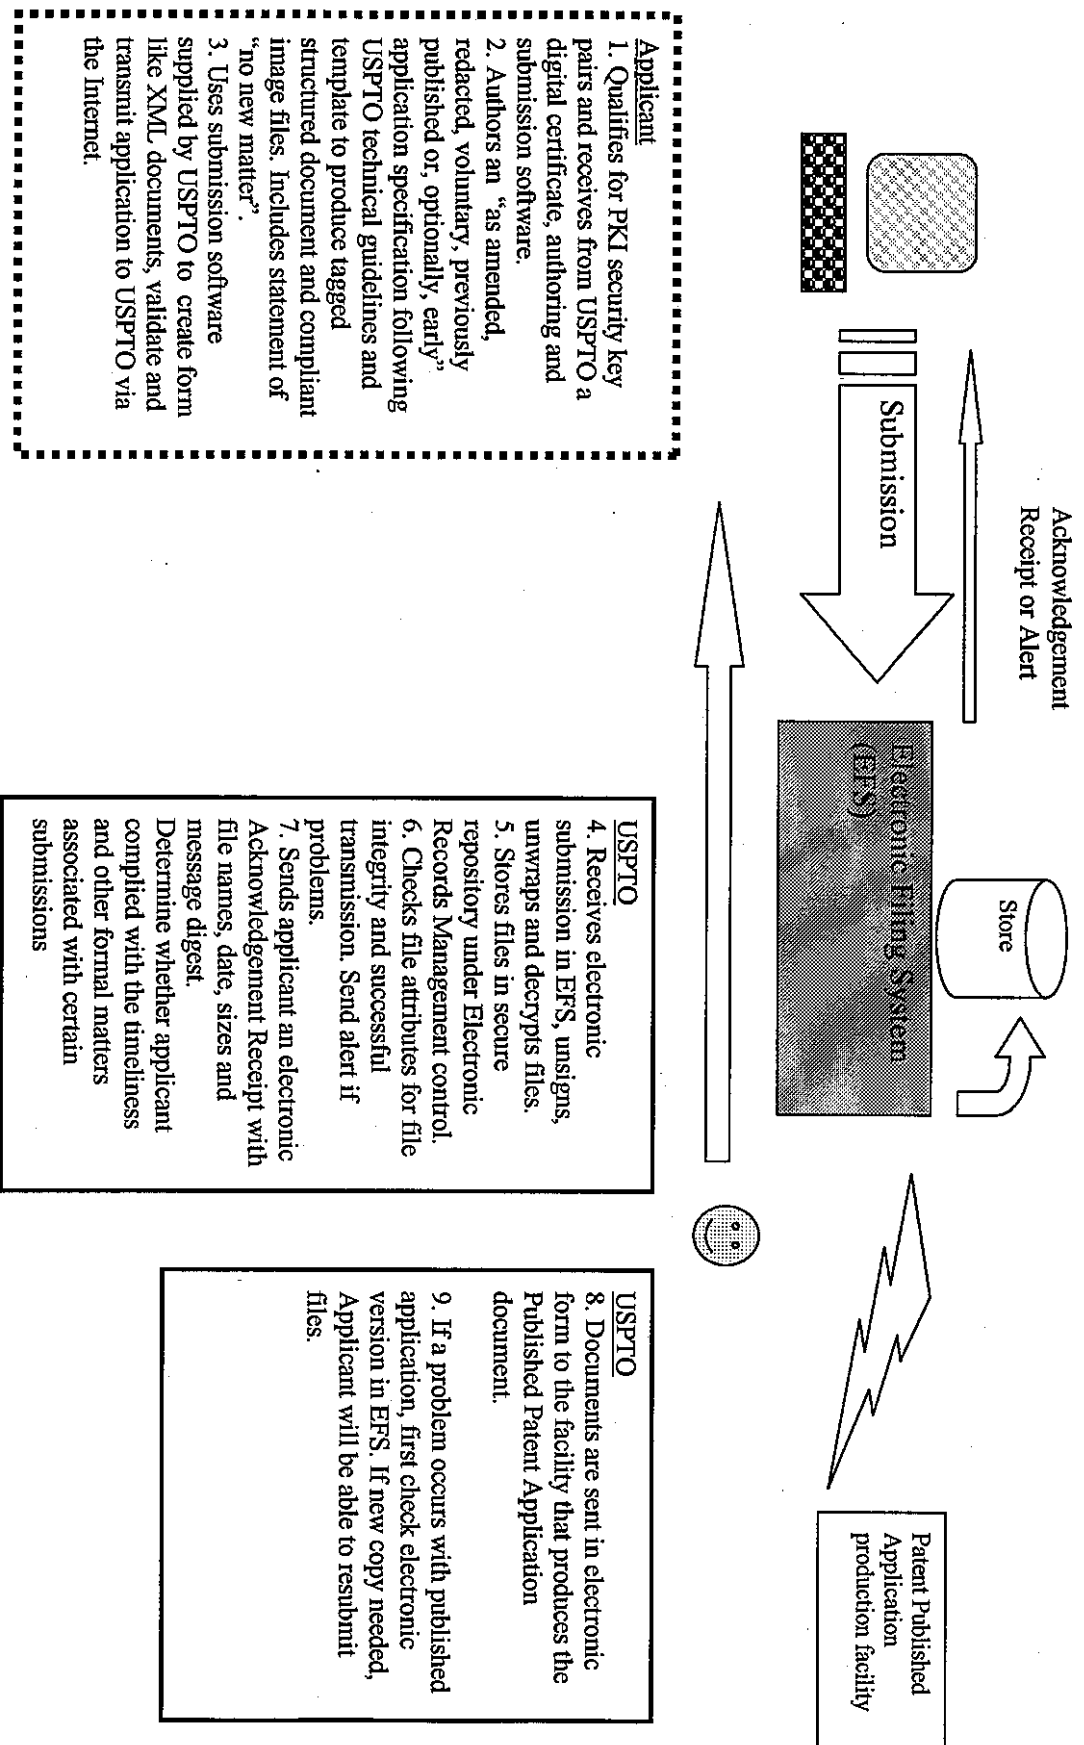 Acknowledgement
Receipt or Alert
Submission
Electronic Filing System
(EFS)
Store
Patent Published
Application
production facility
Applicant
1. Qualifies for PKI security key
pairs and receives from USPTO a
digital certificate, authoring and
submission software.
2. Authors an “as amended,
redacted, voluntary, previously
published or, optionally, early”
application specification following
USPTO technical guidelines and
template to produce tagged
structured document and compliant
image files. Includes statement of
“no new matter”.
3. Uses submission software
supplied by USPTO to create form
like XML documents, validate and
transmit application to USPTO via
the Internet.
USPTO
4. Receives electronic
submission in EFS, unsigns,
unwraps and decrypts files.
5. Stores files in secure
repository under Electronic
Records Management control.
6. Checks file attributes for file
integrity and successful
transmission. Send alert if
problems.
7. Sends applicant an electronic
Acknowledgement Receipt with
file names, date, sizes and
message digest.
Determine whether applicant
complied with the timeliness
and other formal matters
associated with certain
submissions
USPTO
8. Documents are sent in electronic
form to the facility that produces the
Published Patent Application
document.
9. If a problem occurs with published
application, first check electronic
version in EFS. If new copy needed,
Applicant will be able to resubmit
files.